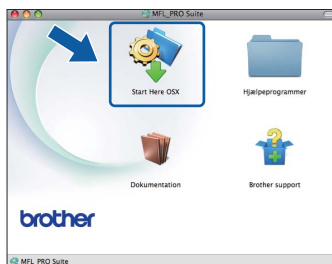 MFL_PRO Suite
Start Here OSX
Hjælpeprogrammer
Dokumentation
Brother support
brother
MFL_PRO Suite